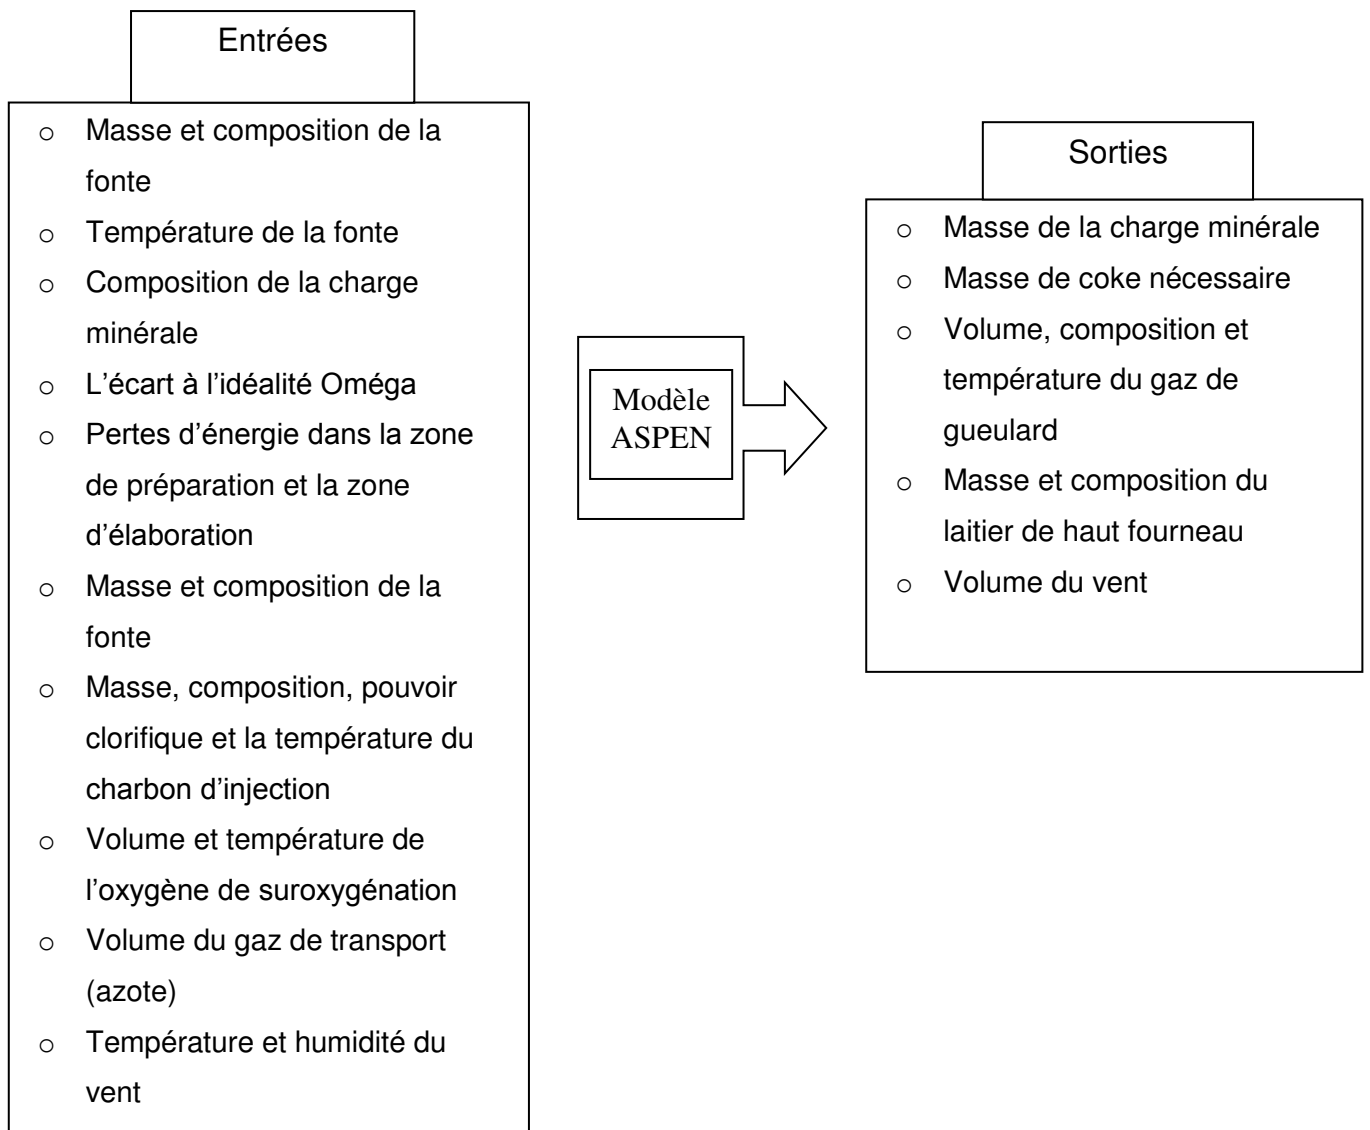 Entrées
o Masse et composition de la
fonte
o Température de la fonte
o Composition de la charge
minérale
o L’écart à l’idéalité Oméga
o Pertes d’énergie dans la zone
de préparation et la zone
d’élaboration
o Masse et composition de la
fonte
o Masse, composition, pouvoir
clorifique et la température du
charbon d’injection
o Volume et température de
l’oxygène de suroxygénation
o Volume du gaz de transport
(azote)
o Température et humidité du
vent
Modèle
ASPEN
Sorties
o Masse de la charge minérale
o Masse de coke nécessaire
o Volume, composition et
température du gaz de
gueulard
o Masse et composition du
laitier de haut fourneau
o Volume du vent